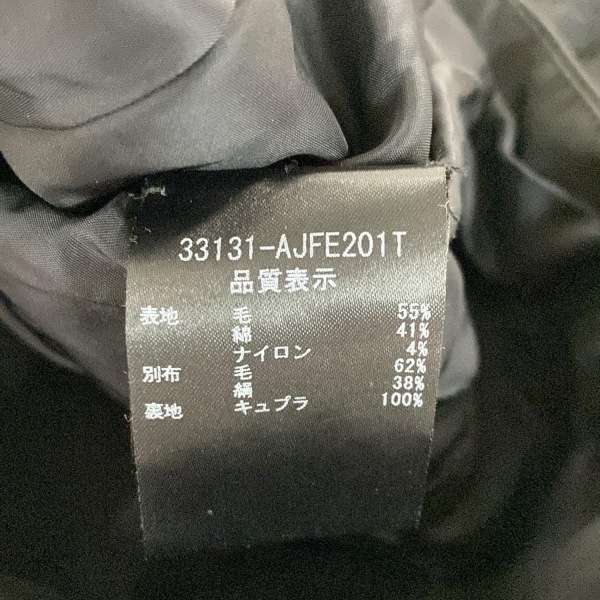 33131-AJFE201T
品質表示
表地 毛 55%
綿 41%
ナイロン 4%
別布 毛 62%
絹 38%
裏地 キュプラ 100%